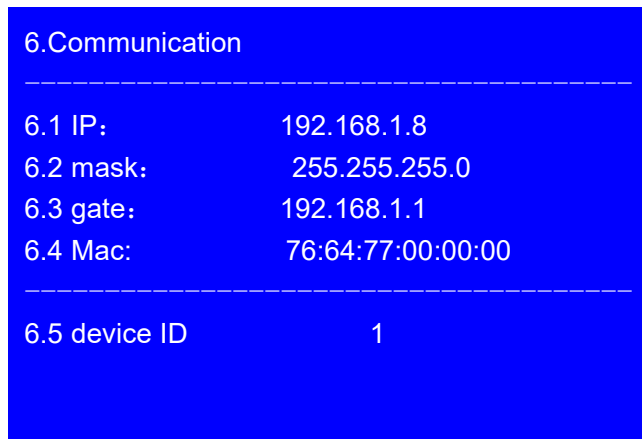 6.Communication
6.1 IP： 192.168.1.8
6.2 mask： 255.255.255.0
6.3 gate： 192.168.1.1
6.4 Mac: 76:64:77:00:00:00
6.5 device ID 1